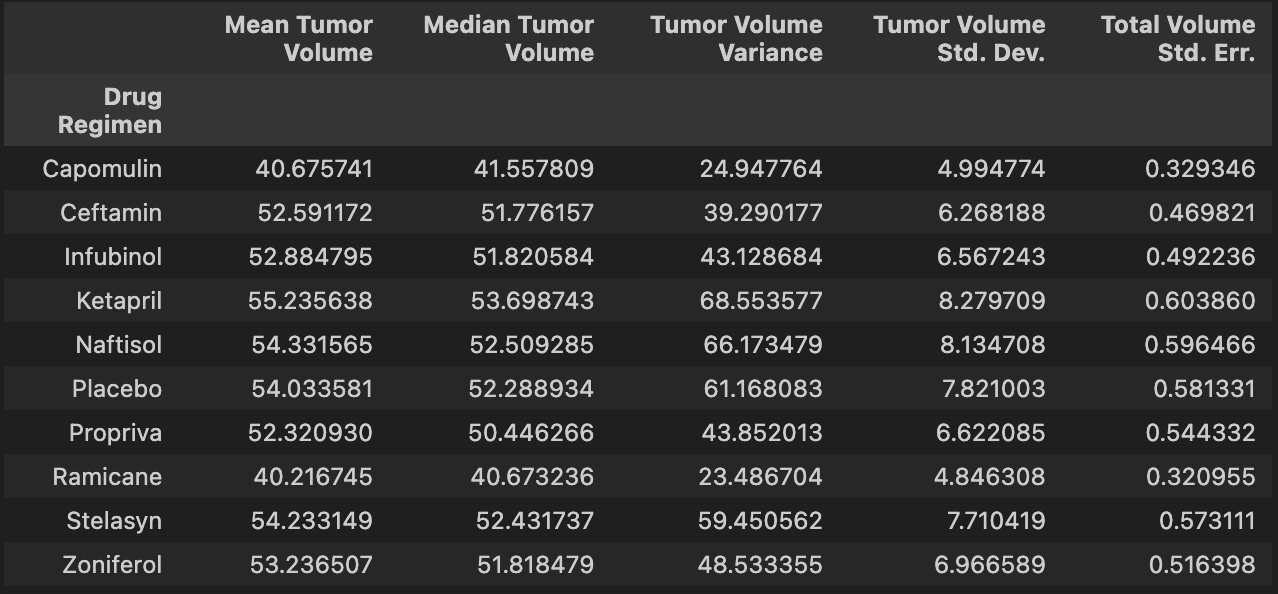 Mean Tumor Volume Median Tumor Volume Tumor Volume Variance Tumor Volume Std. Dev. Total Volume Std. Err.
Drug Regimen
Capomulin 40.675741 41.557809 24.947764 4.994774 0.329346
Ceftamin 52.591172 51.776157 39.290177 6.268188 0.469821
Infubinol 52.884795 51.820584 43.128684 6.567243 0.492236
Ketapril 55.235638 53.698743 68.553577 8.279709 0.603860
Naftisol 54.331565 52.509285 66.173479 8.134708 0.596466
Placebo 54.033581 52.288934 61.168083 7.821003 0.581331
Propriva 52.320930 50.446266 43.852013 6.622085 0.544332
Ramicane 40.216745 40.673236 23.486704 4.846308 0.320955
Stelasyn 54.233149 52.431737 59.450562 7.710419 0.573111
Zoniferol 53.236507 51.818479 48.533355 6.966589 0.516398